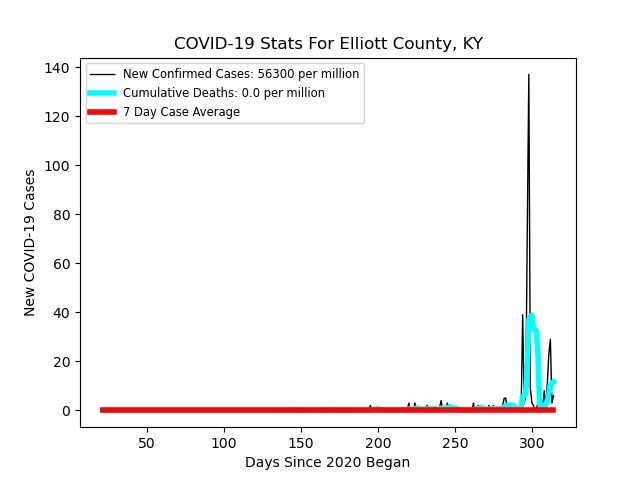 COVID-19 Stats For Elliott County, KY
New Confirmed Cases: 56300 per million
Cumulative Deaths: 0.0 per million
7 Day Case Average
New COVID-19 Cases
140
120
100
80
60
40
20
0
50 100 150 200 250 300
Days Since 2020 Began